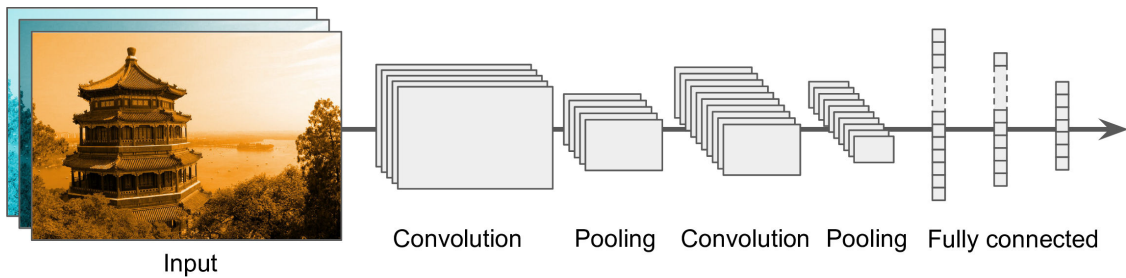 Convolution
Pooling
Convolution
Pooling
Fully connected
Input